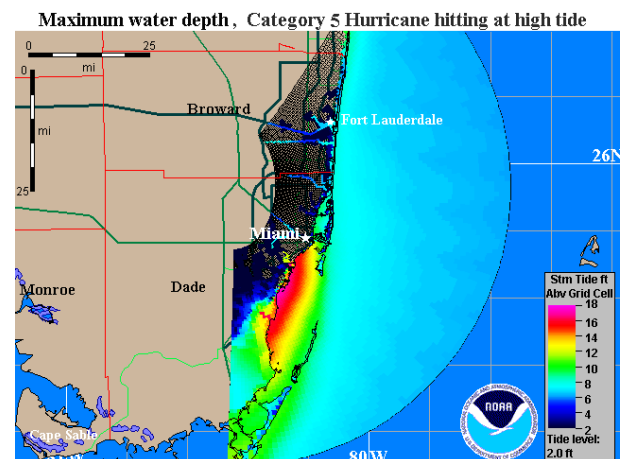 Maximum water depth , Category 5 Hurricane hitting at high tide
0 25
mi
0
mi
25
Broward
Fort Lauderdale
26N
Miami
Monroe
Dade
Stm Tide ft
Abv Grid Cell
18
16
14
12
10
8
6
4
2
Tide level:
2.0 ft
NOAA
Cape Sable
80W